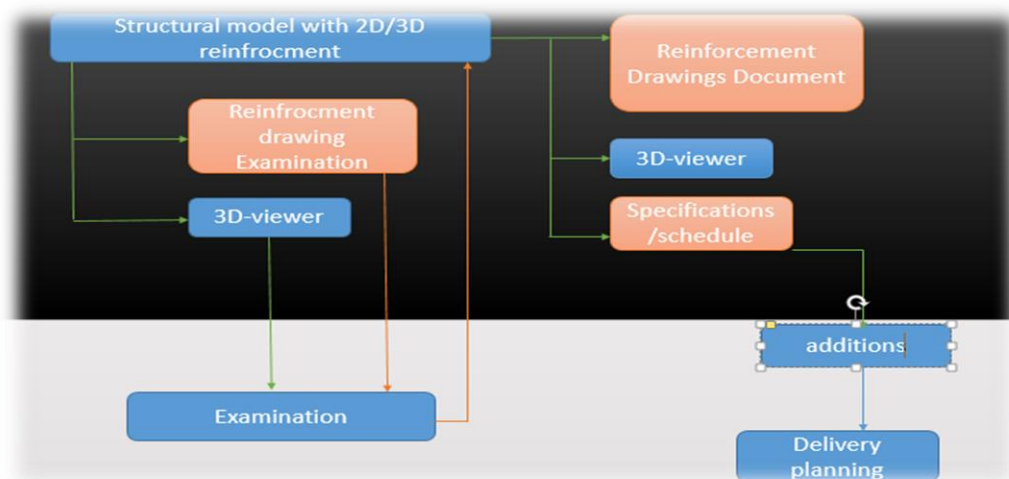 Structural model with 2D/3D
reinfrocment
Reinforcement
Drawings Document
Reinfrocment
drawing
Examination
3D-viewer
3D-viewer
Specifications
/schedule
additions
Examination
Delivery
planning